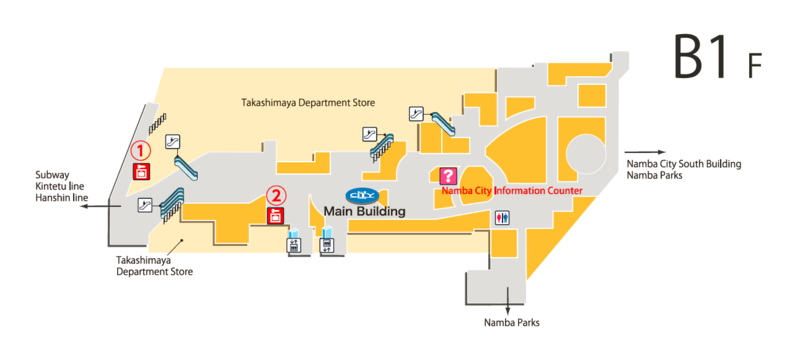 B1 F
Takashimaya Department Store
①
Subway
Kintetu line
Hanshin line
?
Namba City Information Counter
Namba City South Building
Namba Parks
②
city
Main Building
Takashimaya
Department Store
Namba Parks